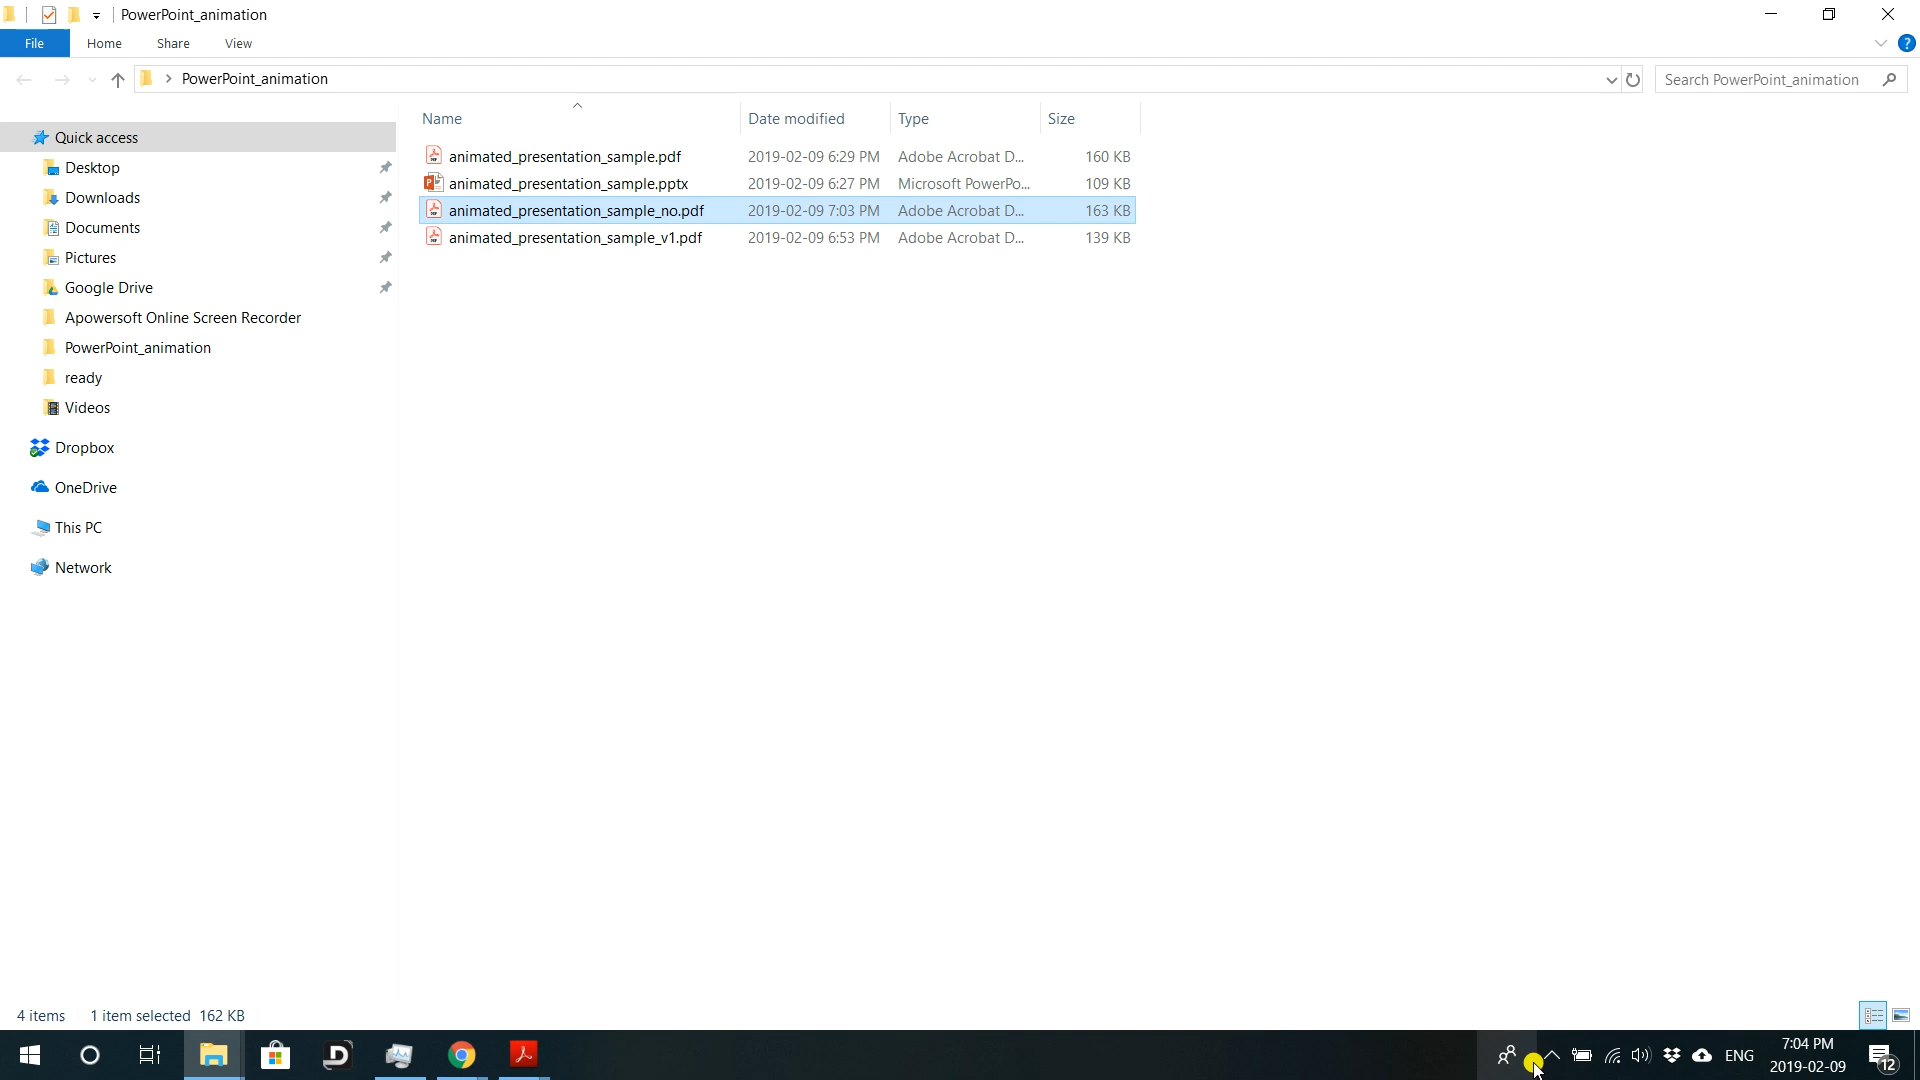 PowerPoint_animation
File Home Share View
?
PowerPoint_animation Search PowerPoint_animation
Name Date modified Type Size
Quick access
Desktop
Downloads
Documents
Pictures
Google Drive
Apowersoft Online Screen Recorder
PowerPoint_animation
ready
Videos
Dropbox
OneDrive
This PC
Network
animated_presentation_sample.pdf 2019-02-09 6:29 PM Adobe Acrobat D... 160 KB
animated_presentation_sample.pptx 2019-02-09 6:27 PM Microsoft PowerPo... 109 KB
animated_presentation_sample_no.pdf 2019-02-09 7:03 PM Adobe Acrobat D... 163 KB
animated_presentation_sample_v1.pdf 2019-02-09 6:53 PM Adobe Acrobat D... 139 KB
4 items 1 item selected 162 KB
ENG 7:04 PM
2019-02-09
12